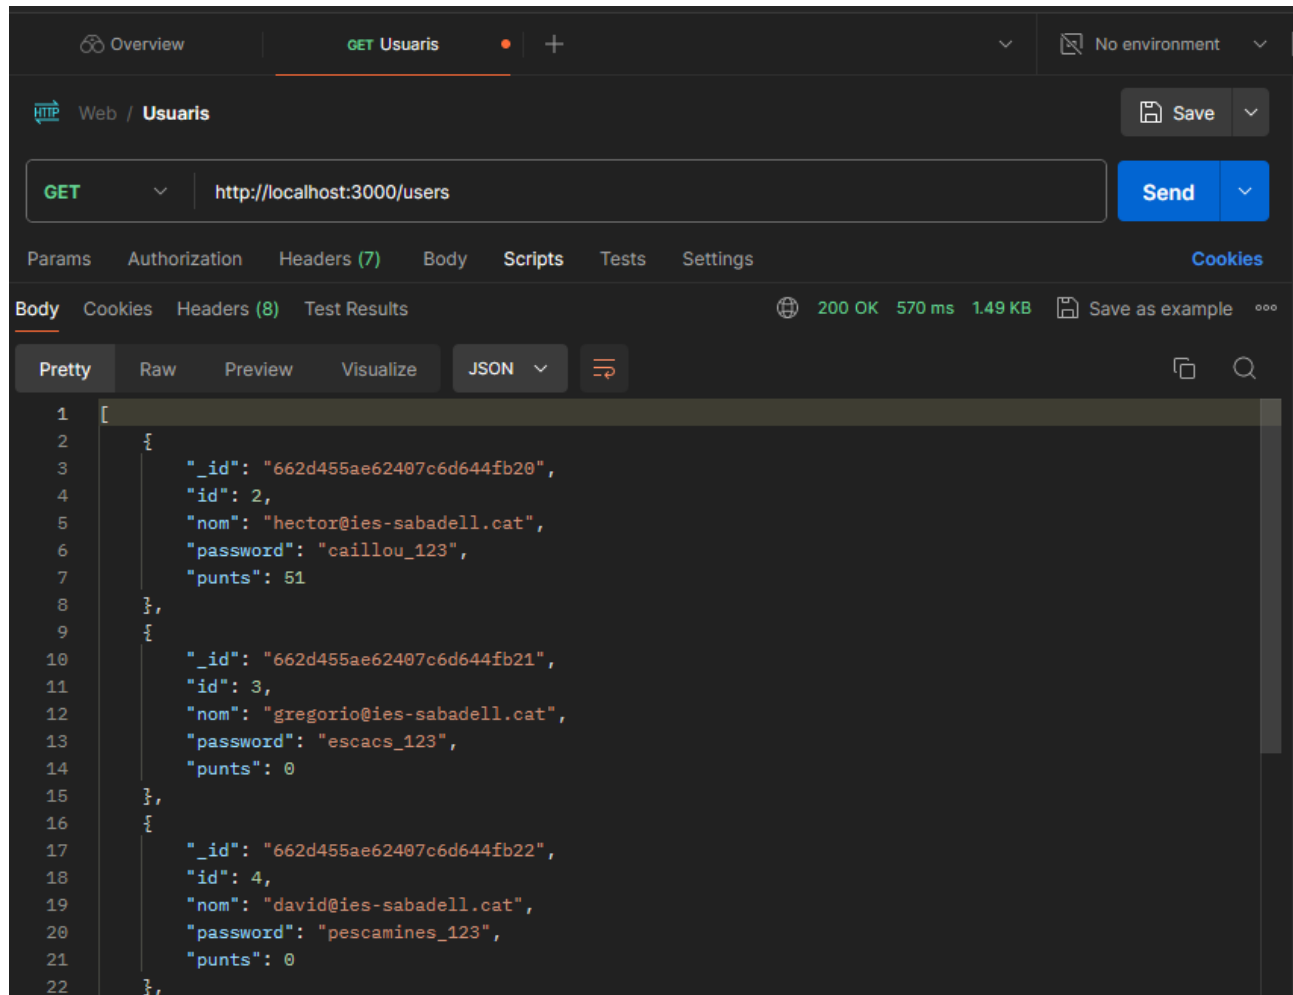 Overview GET Usuaris No environment
HTTP Web / Usuaris Save
GET http://localhost:3000/users Send
Params Authorization Headers (7) Body Scripts Tests Settings Cookies
Body Cookies Headers (8) Test Results 200 OK 570 ms 1.49 KB Save as example
Pretty Raw Preview Visualize JSON
1 [
2 {
3 "_id": "662d455ae62407c6d644fb20",
4 "id": 2,
5 "nom": "hector@ies-sabadell.cat",
6 "password": "caillou_123",
7 "punts": 51
8 },
9 {
10 "_id": "662d455ae62407c6d644fb21",
11 "id": 3,
12 "nom": "gregorio@ies-sabadell.cat",
13 "password": "escacs_123",
14 "punts": 0
15 },
16 {
17 "_id": "662d455ae62407c6d644fb22",
18 "id": 4,
19 "nom": "david@ies-sabadell.cat",
20 "password": "pescamines_123",
21 "punts": 0
22 },